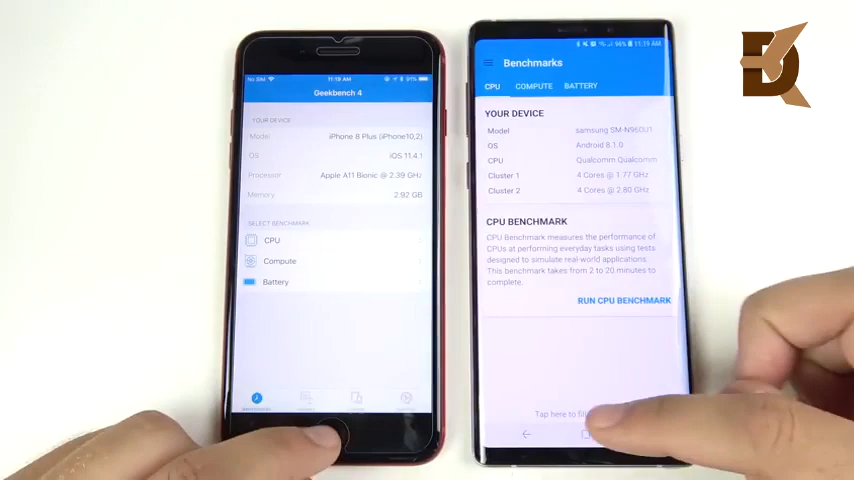 No SIM 11:19 AM 91%
Geekbench 4
YOUR DEVICE
Model iPhone 8 Plus (iPhone10,2)
OS iOS 11.4.1
Processor Apple A11 Bionic @ 2.39 GHz
Memory 2.92 GB
SELECT BENCHMARK
CPU
Compute
Battery
96% 11:19 AM
Benchmarks
CPU COMPUTE BATTERY
YOUR DEVICE
Model samsung SM-N960U1
OS Android 8.1.0
CPU Qualcomm Qualcomm
Cluster 1 4 Cores @ 1.77 GHz
Cluster 2 4 Cores @ 2.80 GHz
CPU BENCHMARK
CPU Benchmark measures the performance of
CPUs at performing everyday tasks using tests
designed to simulate real-world applications.
This benchmark takes from 2 to 20 minutes to
complete.
RUN CPU BENCHMARK
Tap here to fill